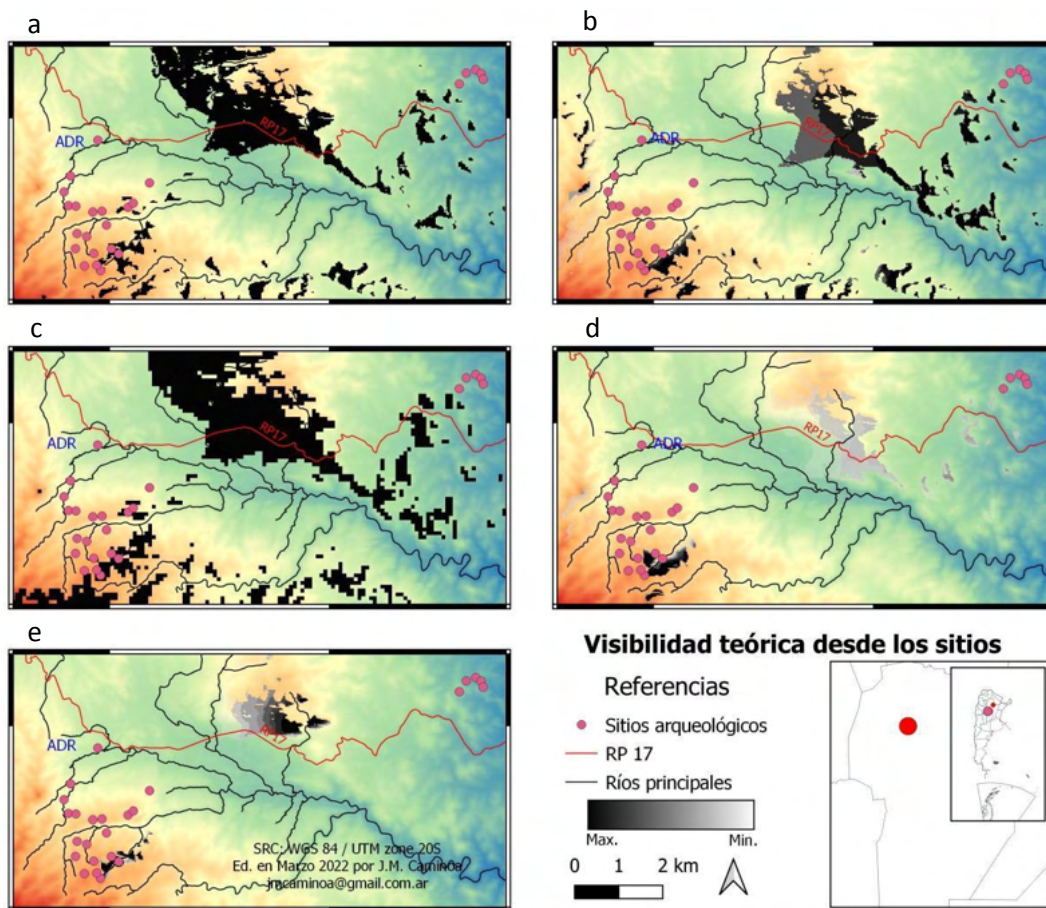 a
b
ADR
RP17
ADR
RP17
c
d
ADR
RP17
ADR
RP17
e
ADR
RP17
SRC: WGS 84 / UTM zone 20S
Ed. en Marzo 2022 por J.M. Caminoa
jmcaminoa@gmail.com.ar
Visibilidad teórica desde los sitios
Referencias
Sitios arqueológicos
RP 17
Ríos principales
Max.
Min.
0 1 2 km